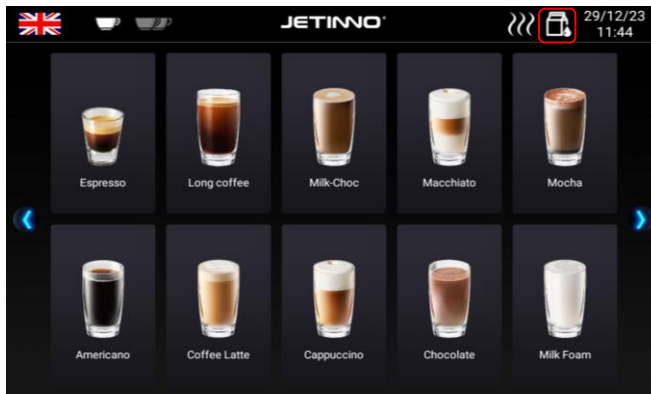 JETINNO
29/12/23
11:44
Espresso
Long coffee
Milk-Choc
Macchiato
Mocha
Americano
Coffee Latte
Cappuccino
Chocolate
Milk Foam